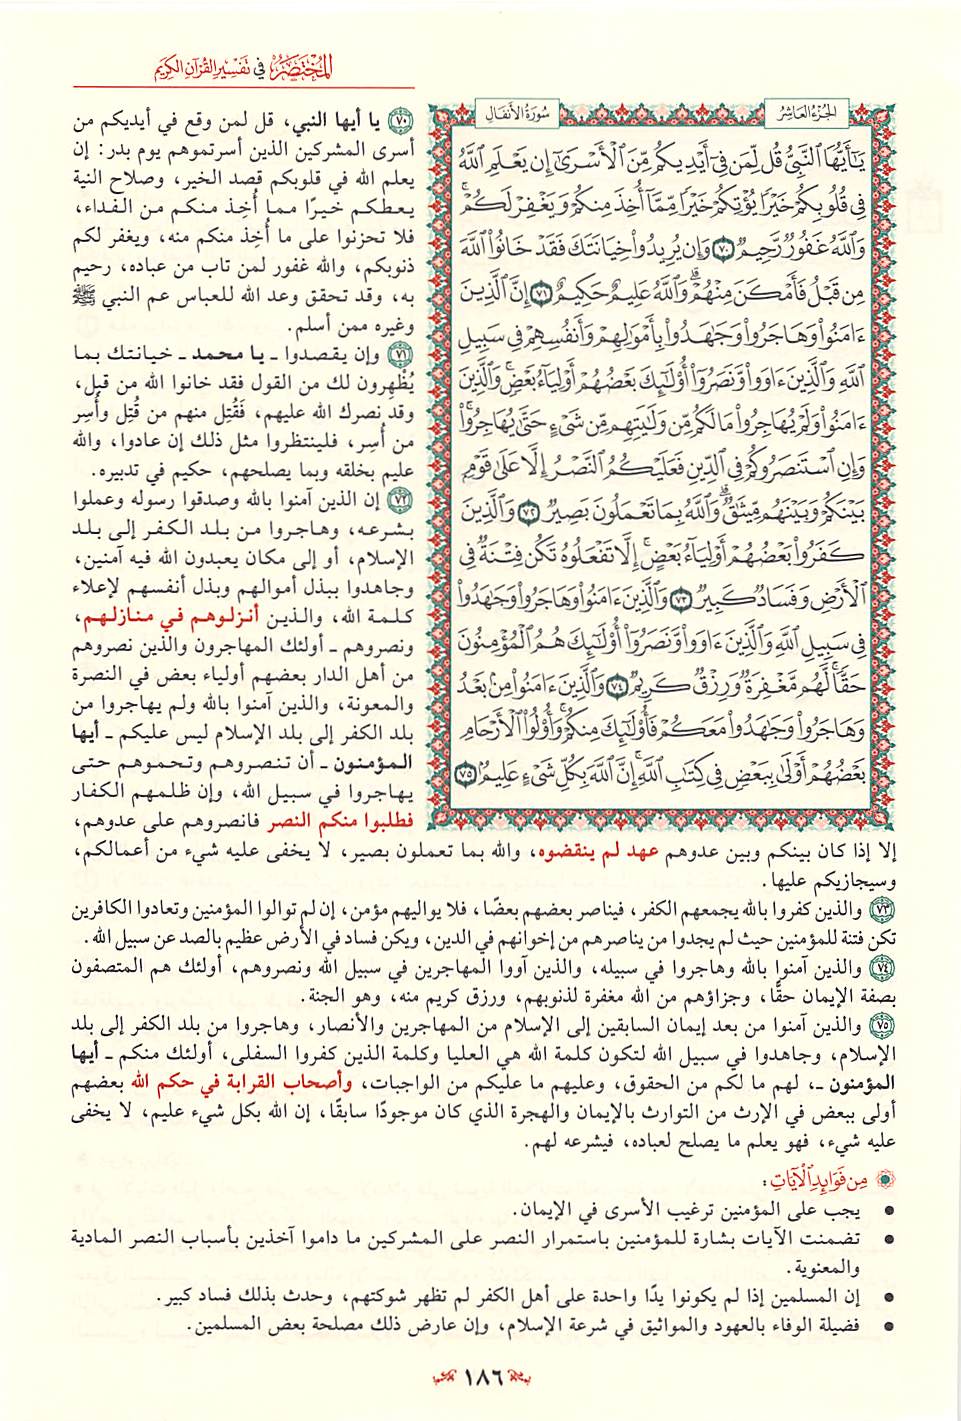 المختصر في تفسير القرآن الكريم
الجزء العاشر
سورة الأنفال
يَٰٓأَيُّهَا ٱلنَّبِيُّ قُل لِّمَن فِيٓ أَيۡدِيكُم مِّنَ ٱلۡأَسۡرَىٰٓ إِن يَعۡلَمِ ٱللَّهُ
فِي قُلُوبِكُمۡ خَيۡرٗا يُؤۡتِكُمۡ خَيۡرٗا مِّمَّآ أُخِذَ مِنكُمۡ وَيَغۡفِرۡ لَكُمۡۚ
وَٱللَّهُ غَفُورٞ رَّحِيمٞ ٧٠ وَإِن يُرِيدُواْ خِيَانَتَكَ فَقَدۡ خَانُواْ ٱللَّهَ
مِن قَبۡلُ فَأَمۡكَنَ مِنۡهُمۡۗ وَٱللَّهُ عَلِيمٌ حَكِيمٌ ٧١ إِنَّ ٱلَّذِينَ
ءَامَنُواْ وَهَاجَرُواْ وَجَٰهَدُواْ بِأَمۡوَٰلِهِمۡ وَأَنفُسِهِمۡ فِي سَبِيلِ
ٱللَّهِ وَٱلَّذِينَ ءَاوَواْ وَّنَصَرُوٓاْ أُوْلَٰٓئِكَ بَعۡضُهُمۡ أَوۡلِيَآءُ بَعۡضٖۚ وَٱلَّذِينَ
ءَامَنُواْ وَلَمۡ يُهَاجِرُواْ مَا لَكُم مِّن وَلَٰيَتِهِم مِّن شَيۡءٍ حَتَّىٰ يُهَاجِرُواْۚ
وَإِنِ ٱسۡتَنصَرُوكُمۡ فِي ٱلدِّينِ فَعَلَيۡكُمُ ٱلنَّصۡرُ إِلَّا عَلَىٰ قَوۡمِۭ
بَيۡنَكُمۡ وَبَيۡنَهُم مِّيثَٰقٞۗ وَٱللَّهُ بِمَا تَعۡمَلُونَ بَصِيرٞ ٧٢ وَٱلَّذِينَ
كَفَرُواْ بَعۡضُهُمۡ أَوۡلِيَآءُ بَعۡضٍۚ إِلَّا تَفۡعَلُوهُ تَكُن فِتۡنَةٞ فِي
ٱلۡأَرۡضِ وَفَسَادٞ كَبِيرٞ ٧٣ وَٱلَّذِينَ ءَامَنُواْ وَهَاجَرُواْ وَجَٰهَدُواْ
فِي سَبِيلِ ٱللَّهِ وَٱلَّذِينَ ءَاوَواْ وَّنَصَرُوٓاْ أُوْلَٰٓئِكَ هُمُ ٱلۡمُؤۡمِنُونَ
حَقّٗاۚ لَّهُم مَّغۡفِرَةٞ وَرِزۡقٞ كَرِيمٞ ٧٤ وَٱلَّذِينَ ءَامَنُواْ مِنۢ بَعۡدُ
وَهَاجَرُواْ وَجَٰهَدُواْ مَعَكُمۡ فَأُوْلَٰٓئِكَ مِنكُمۡۚ وَأُوْلُواْ ٱلۡأَرۡحَامِ
بَعۡضُهُمۡ أَوۡلَىٰ بِبَعۡضٖ فِي كِتَٰبِ ٱللَّهِۚ إِنَّ ٱللَّهَ بِكُلِّ شَيۡءٍ عَلِيمُۢ ٧٥
٧٠ يا أيها النبي، قل لمن وقع في أيديكم من
أسرى المشركين الذين أسرتموهم يوم بدر: إن
يعلم الله في قلوبكم قصد الخير، وصلاح النية
يعطكم خيرًا مما أُخِذ منكم من الفداء،
فلا تحزنوا على ما أُخِذ منكم منه، ويغفر لكم
ذنوبكم، والله غفور لمن تاب من عباده، رحيم
به، وقد تحقق وعد الله للعباس عم النبي ﷺ
وغيره ممن أسلم.
٧١ وإن يقصدوا ـ يا محمد ـ خيانتك بما
يُظْهِرون لك من القول فقد خانوا الله من قبل،
وقد نصرك الله عليهم، فَقُتِل منهم من قُتِل وأُسِر
من أُسِر، فلينتظروا مثل ذلك إن عادوا، والله
عليم بخلقه وبما يصلحهم، حكيم في تدبيره.
٧٢ إن الذين آمنوا بالله وصدقوا رسوله وعملوا
بشرعه، وهاجروا من بلد الكفر إلى بلد
الإسلام، أو إلى مكان يعبدون الله فيه آمنين،
وجاهدوا ببذل أموالهم وبذل أنفسهم لإعلاء
كلمة الله، والذين أنزلوهم في منازلهم،
ونصروهم ـ أولئك المهاجرون والذين نصروهم
من أهل الدار بعضهم أولياء بعض في النصرة
والمعونة، والذين آمنوا بالله ولم يهاجروا من
بلد الكفر إلى بلد الإسلام ليس عليكم ـ أيها
المؤمنون ـ أن تنصروهم وتحموهم حتى
يهاجروا في سبيل الله، وإن ظلمهم الكفار
فطلبوا منكم النصر فانصروهم على عدوهم،
إلا إذا كان بينكم وبين عدوهم عهد لم ينقضوه، والله بما تعملون بصير، لا يخفى عليه شيء من أعمالكم،
وسيجازيكم عليها.
٧٣ والذين كفروا بالله يجمعهم الكفر، فيناصر بعضهم بعضًا، فلا يواليهم مؤمن، إن لم توالوا المؤمنين وتعادوا الكافرين
تكن فتنة للمؤمنين حيث لم يجدوا من يناصرهم من إخوانهم في الدين، ويكن فساد في الأرض عظيم بالصد عن سبيل الله.
٧٤ والذين آمنوا بالله وهاجروا في سبيله، والذين آووا المهاجرين في سبيل الله ونصروهم، أولئك هم المتصفون
بصفة الإيمان حقًّا، وجزاؤهم من الله مغفرة لذنوبهم، ورزق كريم منه، وهو الجنة.
٧٥ والذين آمنوا من بعد إيمان السابقين إلى الإسلام من المهاجرين والأنصار، وهاجروا من بلد الكفر إلى بلد
الإسلام، وجاهدوا في سبيل الله لتكون كلمة الله هي العليا وكلمة الذين كفروا السفلى، أولئك منكم ـ أيها
المؤمنون ـ، لهم ما لكم من الحقوق، وعليهم ما عليكم من الواجبات، وأصحاب القرابة في حكم الله بعضهم
أولى ببعض في الإرث من التوارث بالإيمان والهجرة الذي كان موجودًا سابقًا، إن الله بكل شيء عليم، لا يخفى
عليه شيء، فهو يعلم ما يصلح لعباده، فيشرعه لهم.
مِن فَوَائِدِ ٱلْآيَاتِ:
• يجب على المؤمنين ترغيب الأسرى في الإيمان.
• تضمنت الآيات بشارة للمؤمنين باستمرار النصر على المشركين ما داموا آخذين بأسباب النصر المادية
والمعنوية.
• إن المسلمين إذا لم يكونوا يدًا واحدة على أهل الكفر لم تظهر شوكتهم، وحدث بذلك فساد كبير.
• فضيلة الوفاء بالعهود والمواثيق في شرعة الإسلام، وإن عارض ذلك مصلحة بعض المسلمين.
١٨٦